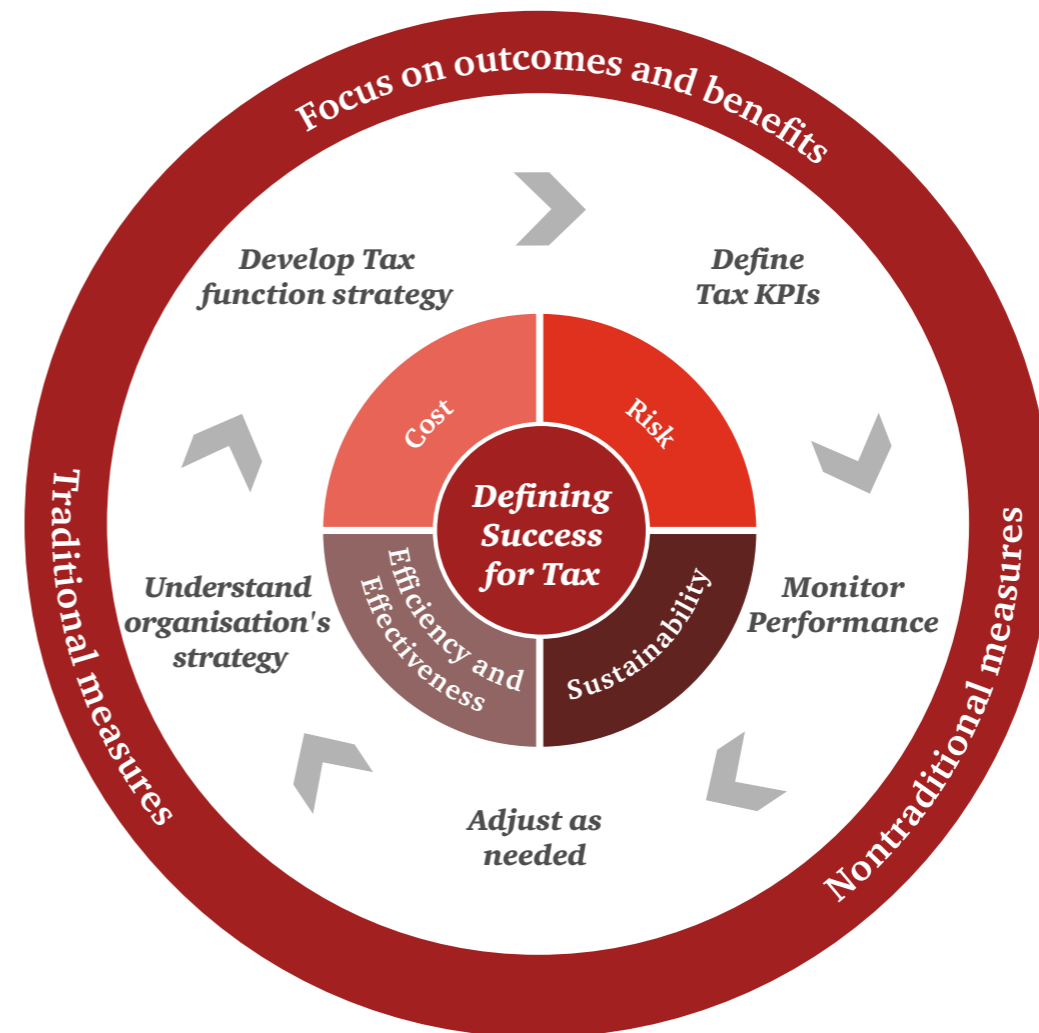 Focus on outcomes and benefits
Develop Tax
function strategy
Define
Tax KPIs
Cost
Risk
Defining
Success
for Tax
Traditional measures
Understand
organisation's
strategy
Efficiency and
Effectiveness
Sustainability
Monitor
Performance
Nontraditional measures
Adjust as
needed